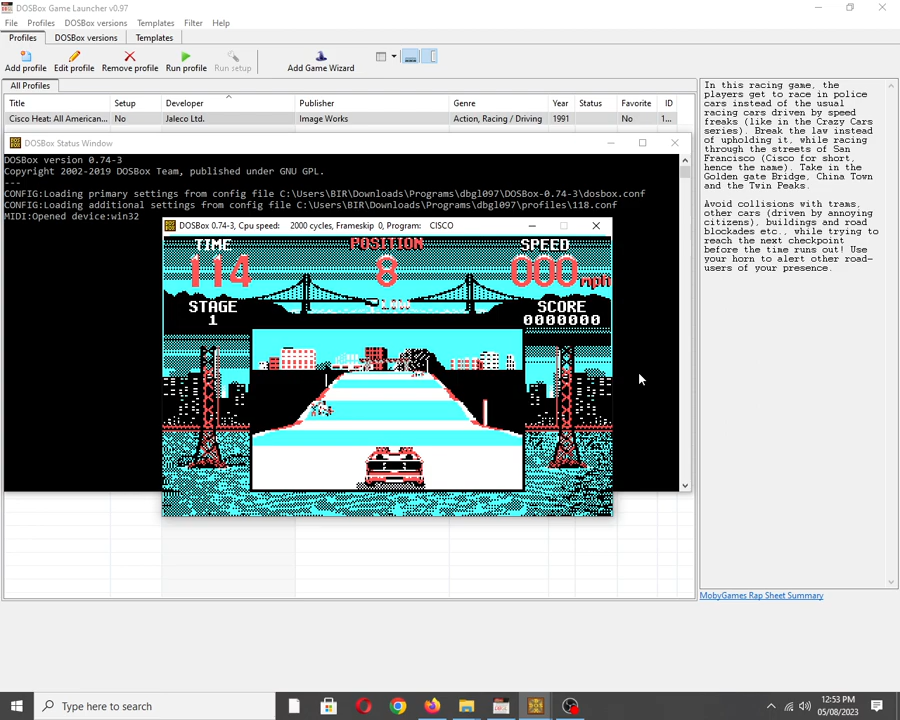 DOSBox Game Launcher v0.97
File Profiles DOSBox versions Templates Filter Help
Profiles DOSBox versions Templates
Add profile Edit profile Remove profile Run profile Run setup Add Game Wizard
All Profiles
Title Setup Developer Publisher Genre Year Status Favorite ID
Cisco Heat: All American... No Jaleco Ltd. Image Works Action, Racing / Driving 1991 No 1...
DOSBox Status Window
DOSBox version 0.74-3
Copyright 2002-2019 DOSBox Team, published under GNU GPL.
---
CONFIG:Loading primary settings from config file C:\Users\BIR\Downloads\Programs\dbgl097\DOSBox-0.74-3\dosbox.conf
CONFIG:Loading additional settings from config file C:\Users\BIR\Downloads\Programs\dbgl097\profiles\118.conf
MIDI:Opened device:win32
DOSBox 0.74-3, Cpu speed: 2000 cycles, Frameskip 0, Program: CISCO
TIME POSITION SPEED
114 8 000mph
STAGE SCORE
1 0000000
In this racing game, the
players get to race in police
cars instead of the usual
racing cars driven by speed
freaks (like in the Crazy Cars
series). Break the law instead
of upholding it, while racing
through the streets of San
Francisco (Cisco for short,
hence the name). Take in the
Golden gate Bridge, China Town
and the Twin Peaks.
Avoid collisions with trams,
other cars (driven by annoying
citizens), buildings and road
blockades etc., while trying to
reach the next checkpoint
before the time runs out! Use
your horn to alert other road-
users of your presence.
MobyGames Rap Sheet Summary
Type here to search
12:53 PM
05/08/2023